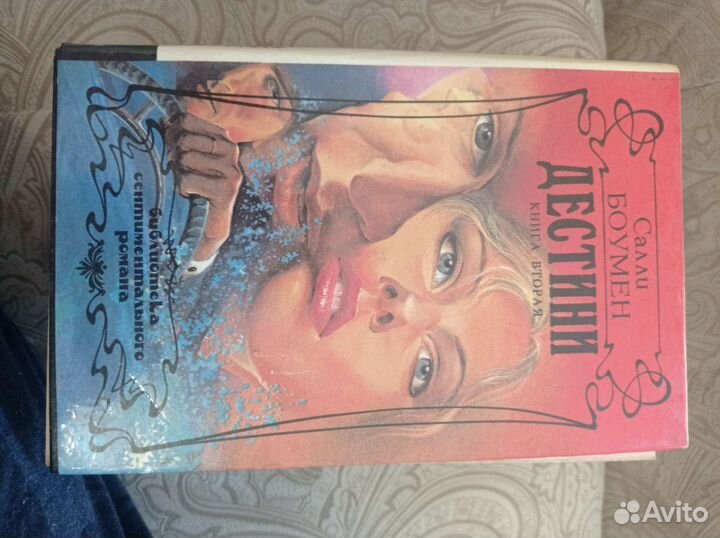 Салли
БОУМЕН
ДЕСТИНИ
КНИГА ВТОРАЯ
библиотека
сентиментального
романа
Avito